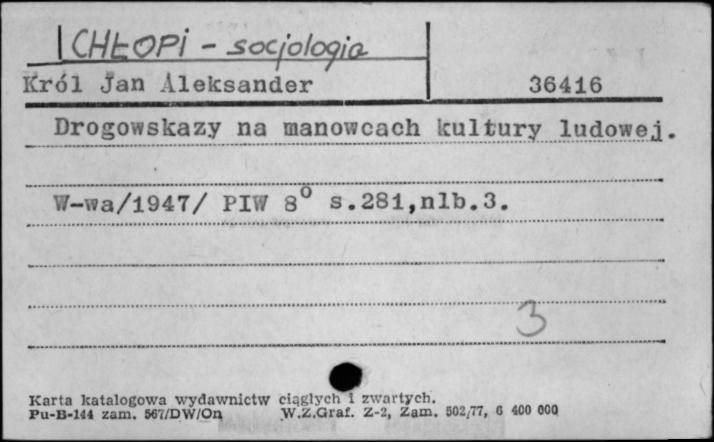 CHŁOPI - socjologia
Król Jan Aleksander 36416
Drogowskazy na manowcach kultury ludowej.
W-wa/1947/ PIW 8° s.281,nlb.3.
3
Karta katalogowa wydawnictw ciągłych i zwartych.
Pu-B-144 zam. 567/DW/On W.Z.Graf. Z-2, Zam. 502/77, 6 400 000